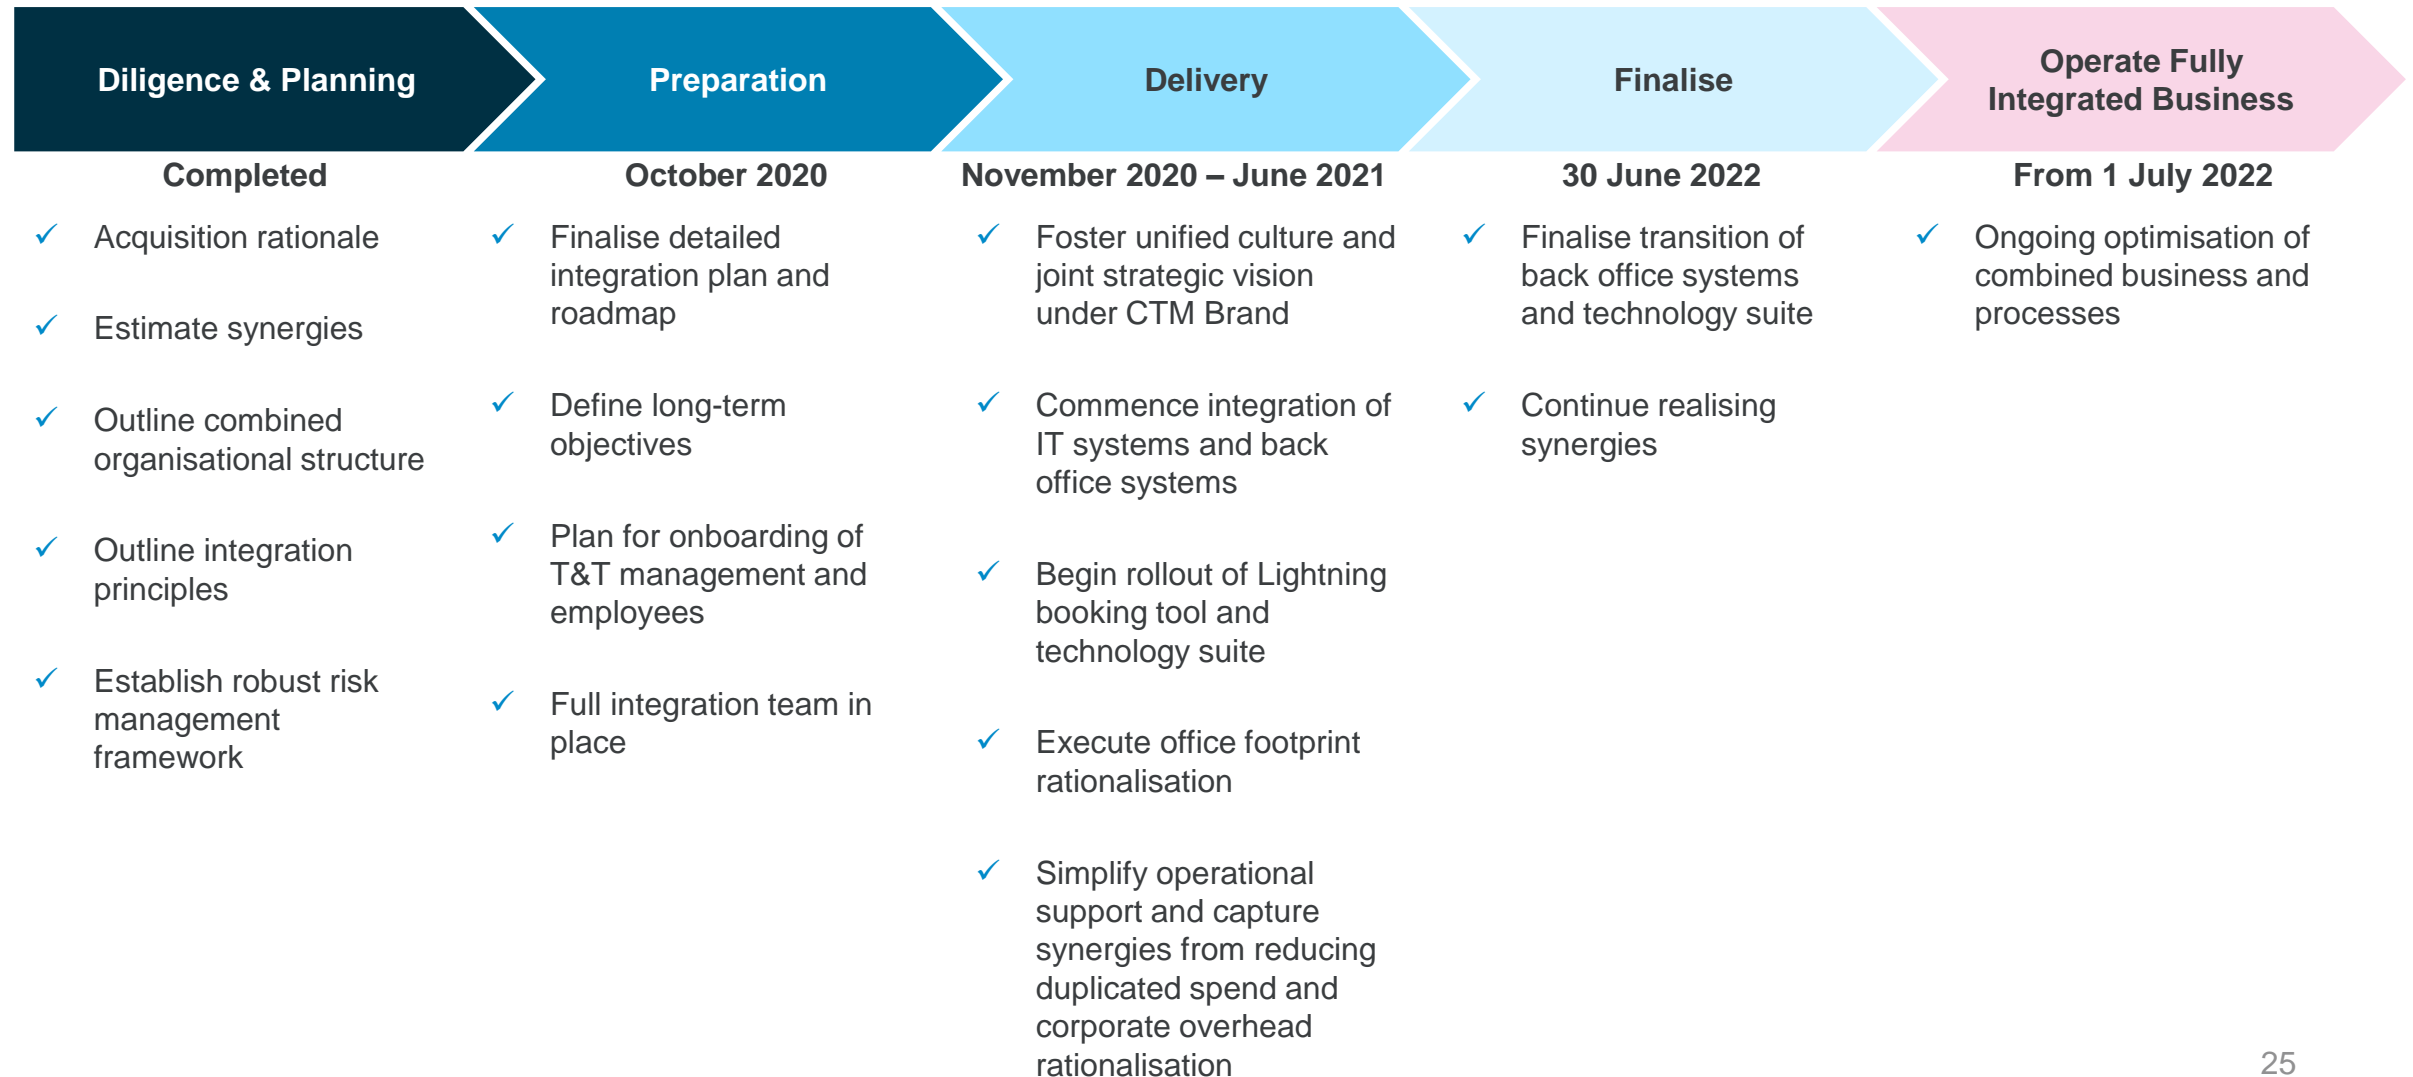 Diligence & Planning
Preparation
Delivery
Finalise
Operate Fully
Integrated Business
Completed
October 2020
November 2020 – June 2021
30 June 2022
From 1 July 2022
Acquisition rationale
Estimate synergies
Outline combined
organisational structure
Outline integration
principles
Establish robust risk
management
framework
Finalise detailed
integration plan and
roadmap
Define long-term
objectives
Plan for onboarding of
T&T management and
employees
Full integration team in
place
Foster unified culture and
joint strategic vision
under CTM Brand
Commence integration of
IT systems and back
office systems
Begin rollout of Lightning
booking tool and
technology suite
Execute office footprint
rationalisation
Simplify operational
support and capture
synergies from reducing
duplicated spend and
corporate overhead
rationalisation
Finalise transition of
back office systems
and technology suite
Continue realising
synergies
Ongoing optimisation of
combined business and
processes
25